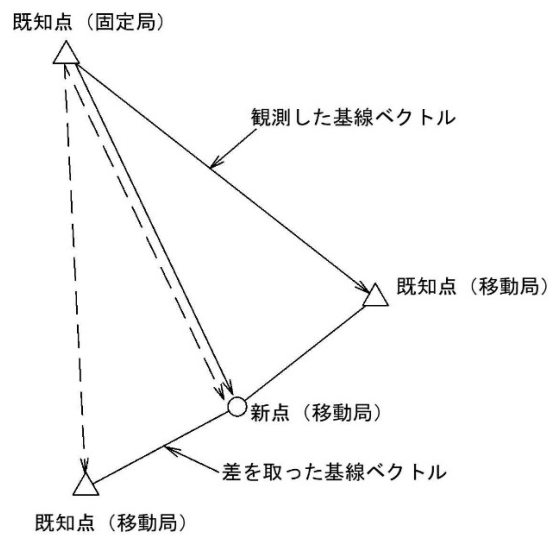 既知点（固定局）
観測した基線ベクトル
既知点（移動局）
新点（移動局）
差を取った基線ベクトル
既知点（移動局）